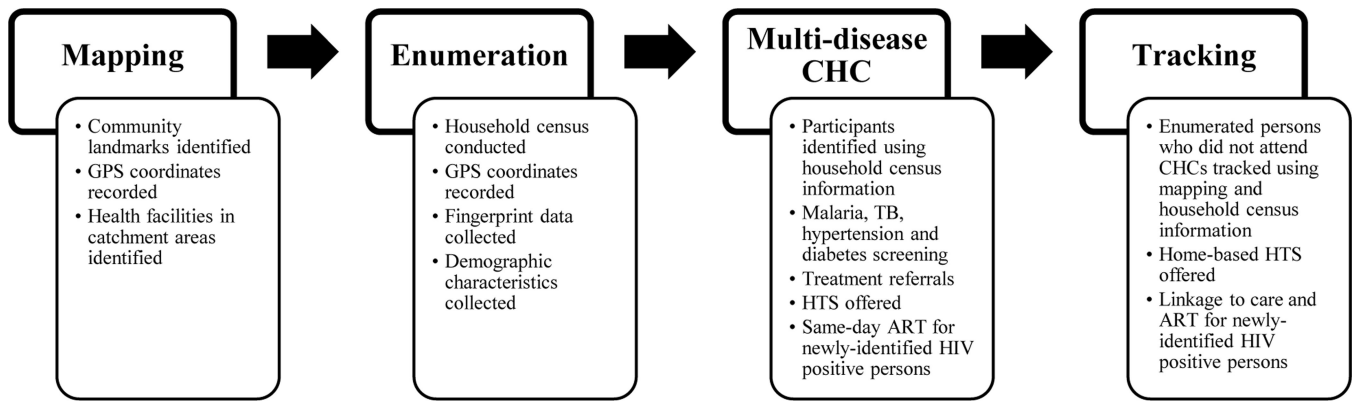 Mapping
• Community
landmarks identified
• GPS coordinates
recorded
• Health facilities in
catchment areas
identified
Enumeration
• Household census
conducted
• GPS coordinates
recorded
• Fingerprint data
collected
• Demographic
characteristics
collected
Multi-disease
CHC
• Participants
identified using
household census
information
• Malaria, TB,
hypertension and
diabetes screening
• Treatment referrals
• HTS offered
• Same-day ART for
newly-identified HIV
positive persons
Tracking
• Enumerated persons
who did not attend
CHCs tracked using
mapping and
household census
information
• Home-based HTS
offered
• Linkage to care and
ART for newly-
identified HIV
positive persons